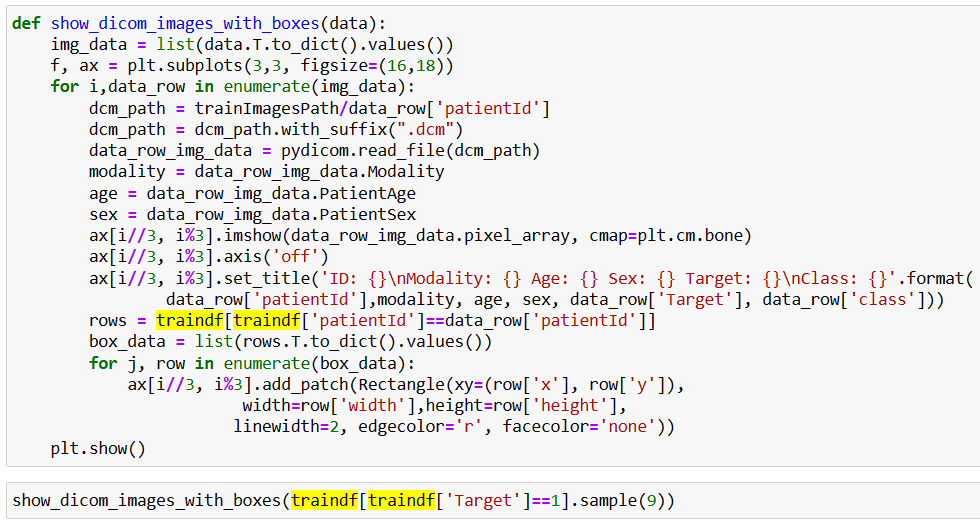 def show_dicom_images_with_boxes(data):
    img_data = list(data.T.to_dict().values())
    f, ax = plt.subplots(3,3, figsize=(16,18))
    for i,data_row in enumerate(img_data):
        dcm_path = trainImagesPath/data_row['patientId']
        dcm_path = dcm_path.with_suffix(".dcm")
        data_row_img_data = pydicom.read_file(dcm_path)
        modality = data_row_img_data.Modality
        age = data_row_img_data.PatientAge
        sex = data_row_img_data.PatientSex
        ax[i//3, i%3].imshow(data_row_img_data.pixel_array, cmap=plt.cm.bone)
        ax[i//3, i%3].axis('off')
        ax[i//3, i%3].set_title('ID: {}\nModality: {} Age: {} Sex: {} Target: {}\nClass: {}'.format(
                data_row['patientId'],modality, age, sex, data_row['Target'], data_row['class']))
        rows = traindf[traindf['patientId']==data_row['patientId']]
        box_data = list(rows.T.to_dict().values())
        for j, row in enumerate(box_data):
            ax[i//3, i%3].add_patch(Rectangle(xy=(row['x'], row['y']),
                        width=row['width'],height=row['height'],
                       linewidth=2, edgecolor='r', facecolor='none'))
    plt.show()
show_dicom_images_with_boxes(traindf[traindf['Target']==1].sample(9))